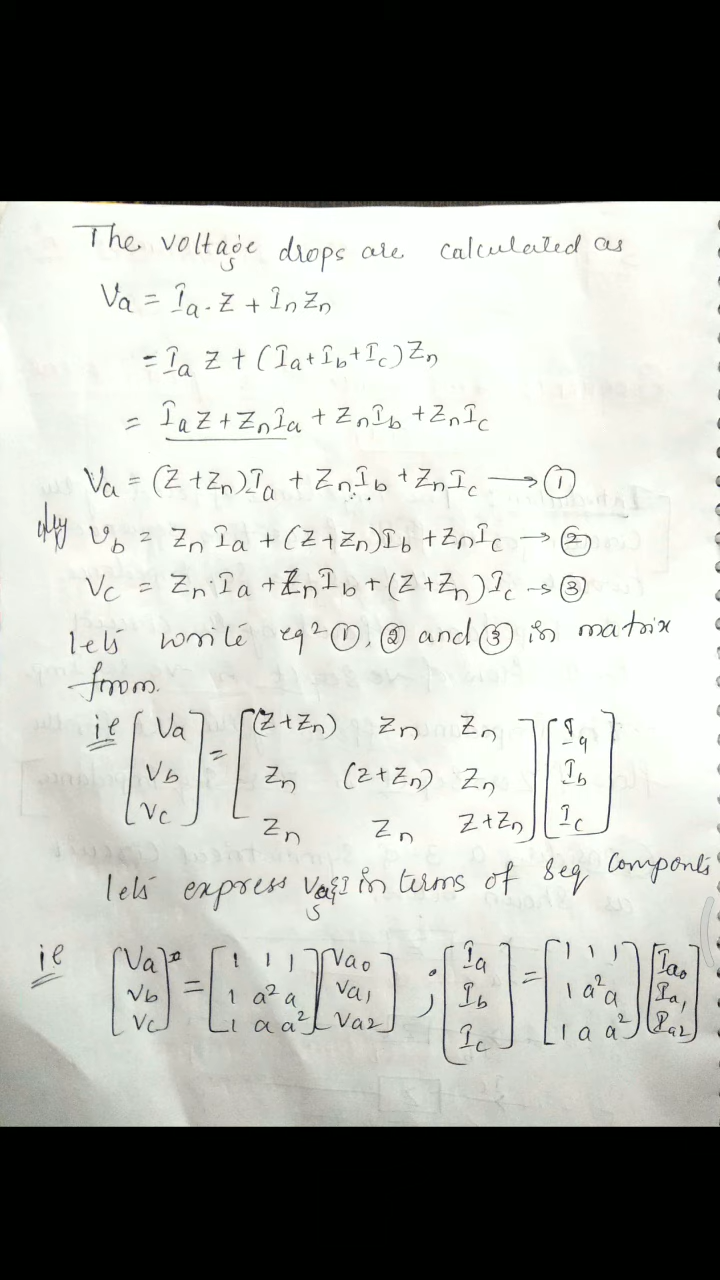 The voltage drops are calculated as
Va = Ia . Z + In Zn
= Ia Z + (Ia + Ib + Ic) Zn
= Ia Z + Zn Ia + Zn Ib + Zn Ic
Va = (Z + Zn) Ia + Zn Ib + Zn Ic → ①
Vb = Zn Ia + (Z + Zn) Ib + Zn Ic → ②
Vc = Zn . Ia + Zn Ib + (Z + Zn) Ic → ③
lets write eqn ①, ② and ③ in matrix
from.
ie [Va Vb Vc] = [(Z + Zn) Zn Zn
Zn (Z + Zn) Zn
Zn Zn Z + Zn] [Ia Ib Ic]
lets express Va & I in terms of seq componts
ie [Va Vb Vc] = [1 1 1
1 a² a
1 a a²] [Va0 Va1 Va2] ; [Ia Ib Ic] = [1 1 1
1 a² a
1 a a²] [Ia0 Ia1 Ia2]